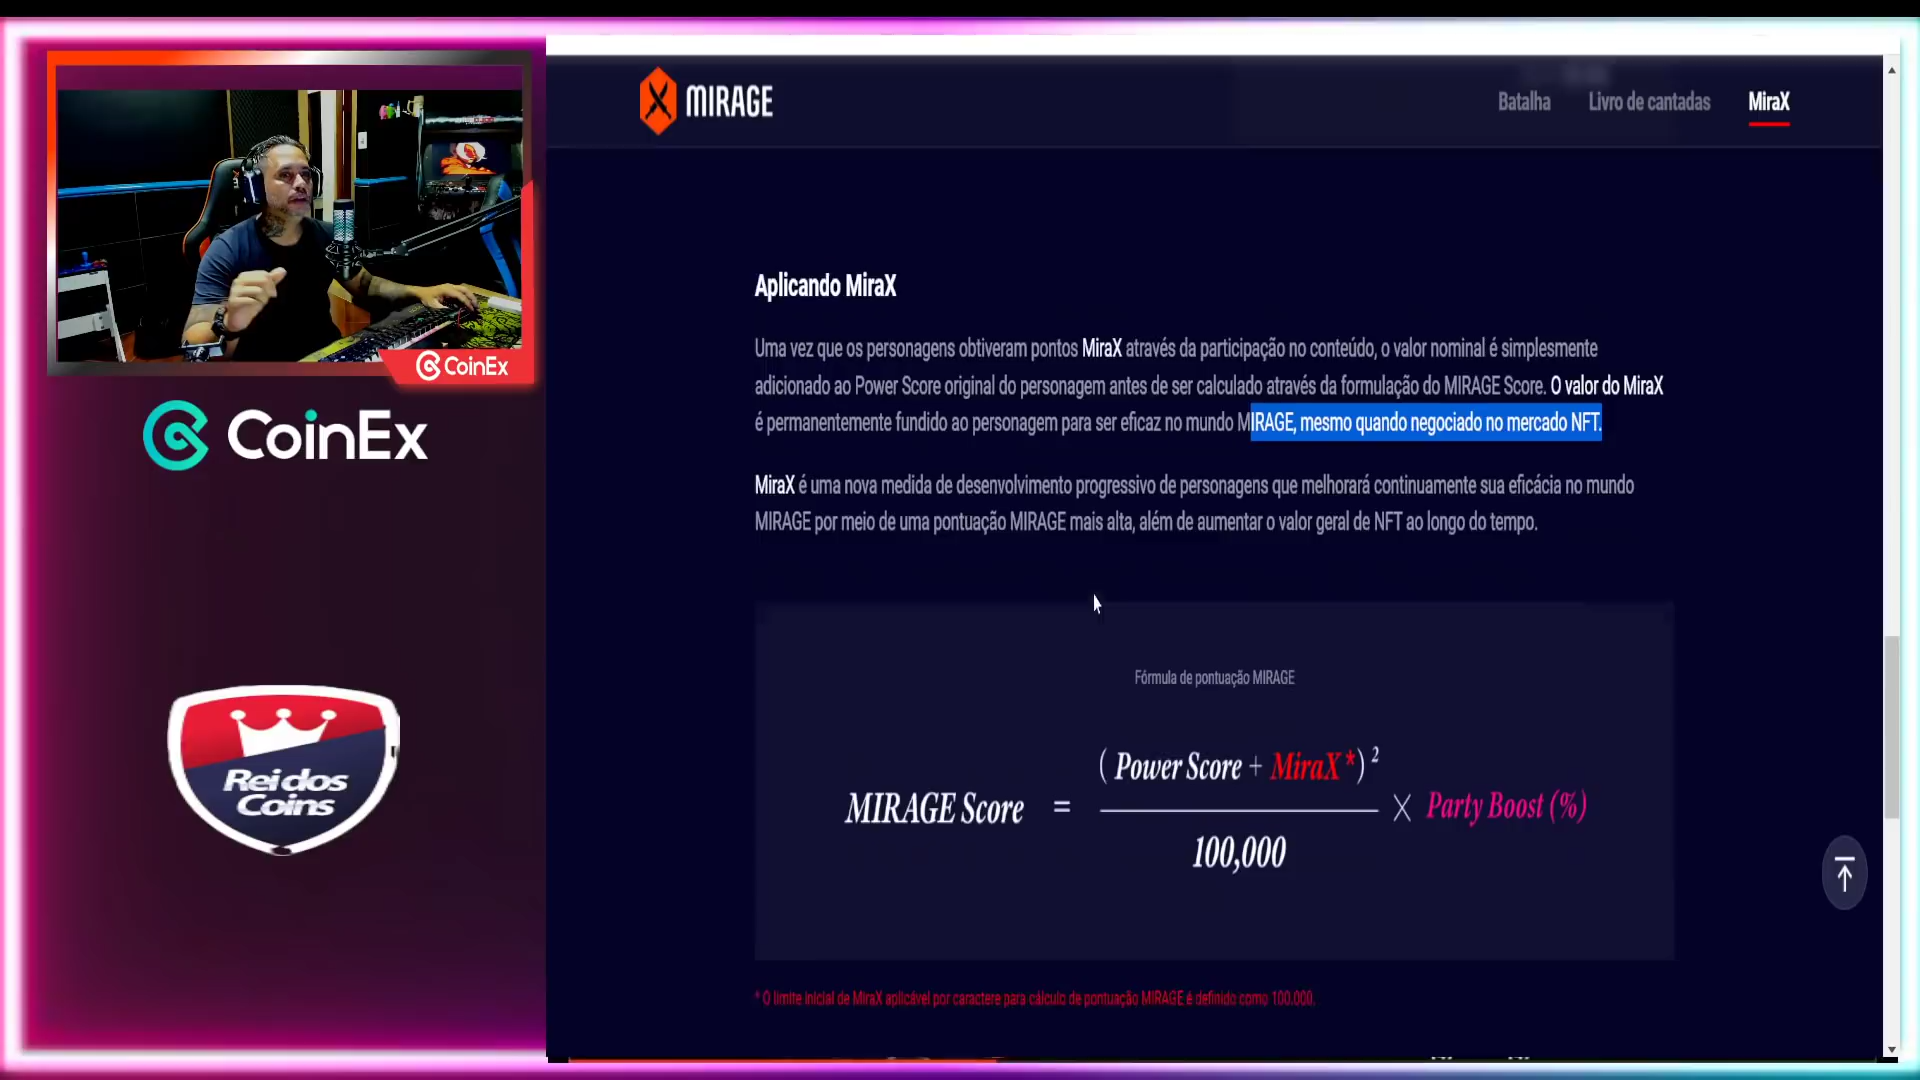 MIRAGE
Batalha
Livro de cantadas
MiraX
CoinEx
CoinEx
Rei dos
Coins
Aplicando MiraX
Uma vez que os personagens obtiveram pontos MiraX através da participação no conteúdo, o valor nominal é simplesmente
adicionado ao Power Score original do personagem antes de ser calculado através da formulação do MIRAGE Score. O valor do MiraX
é permanentemente fundido ao personagem para ser eficaz no mundo MIRAGE, mesmo quando negociado no mercado NFT.
MiraX é uma nova medida de desenvolvimento progressivo de personagens que melhorará continuamente sua eficácia no mundo
MIRAGE por meio de uma pontuação MIRAGE mais alta, além de aumentar o valor geral de NFT ao longo do tempo.
Fórmula de pontuação MIRAGE
MIRAGE Score = (Power Score + MiraX*)² / 100,000 × Party Boost (%)
* O limite inicial de MiraX aplicável por caractere para cálculo de pontuação MIRAGE é definido como 100.000.